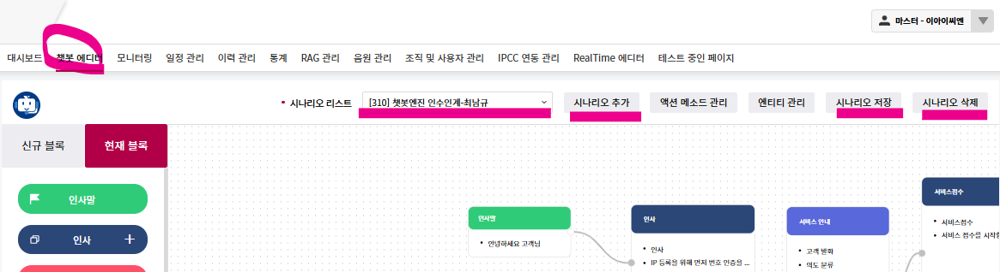 마스터 - 이아이씨엔
대시보드 챗봇 에디터 모니터링 일정 관리 이력 관리 통계 RAG 관리 음원 관리 조직 및 사용자 관리 IPCC 연동 관리 RealTime 에디터 테스트 중인 페이지
• 시나리오 리스트 [310] 챗봇엔진 인수인계-최남규 시나리오 추가 액션 메소드 관리 엔티티 관리 시나리오 저장 시나리오 삭제
신규 블록 현재 블록
인사말
인사
인사말
• 안녕하세요 고객님
인사
• 인사
• IP 등록을 위해 먼저 번호 인증을 ...
서비스 안내
• 고객 발화
• 의도 분류
서비스접수
• 서비스접수
• 서비스 접수를 시작